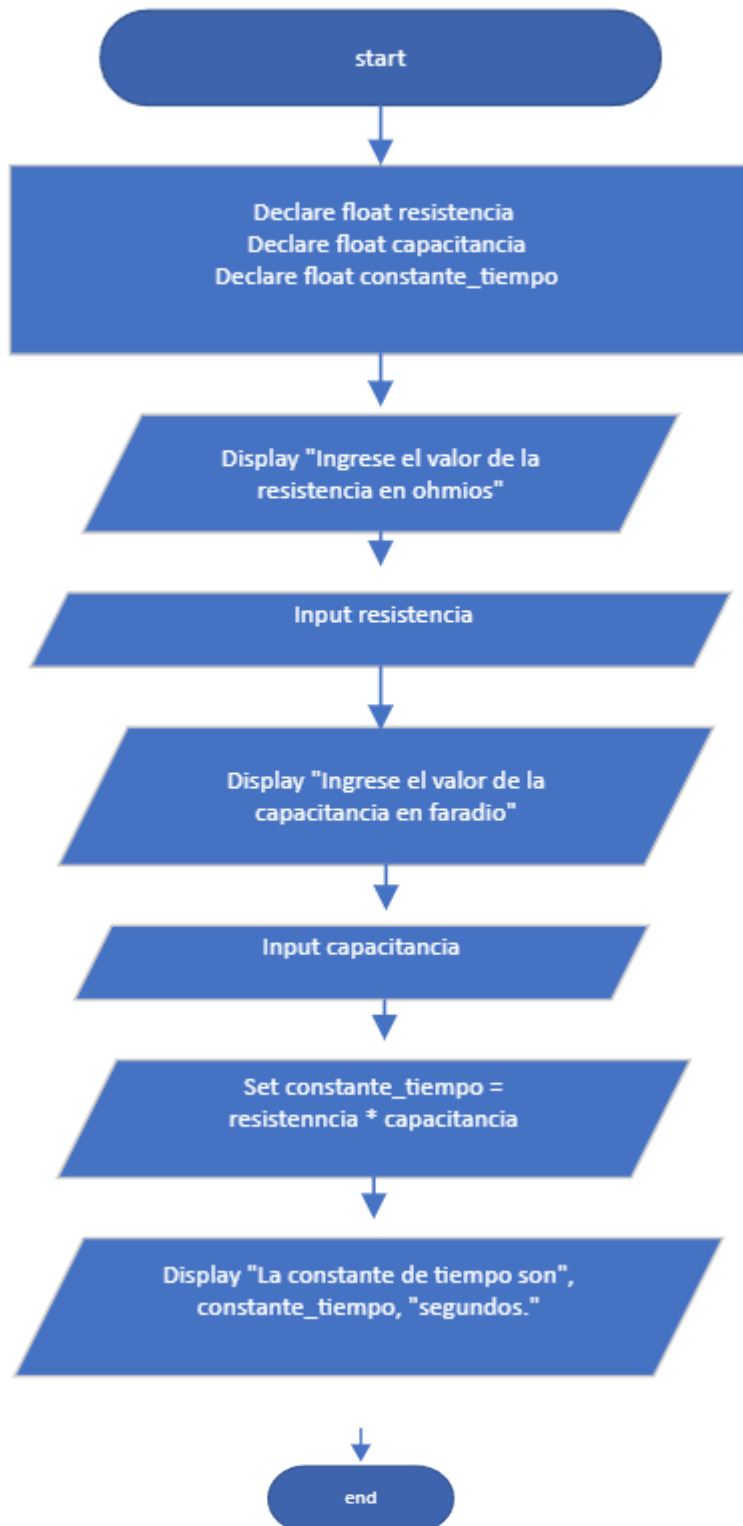 start
Declare float resistencia
Declare float capacitancia
Declare float constante_tiempo
Display "Ingrese el valor de la
resistencia en ohmios"
Input resistencia
Display "Ingrese el valor de la
capacitancia en faradio"
Input capacitancia
Set constante_tiempo =
resistenncia * capacitancia
Display "La constante de tiempo son",
constante_tiempo, "segundos."
end